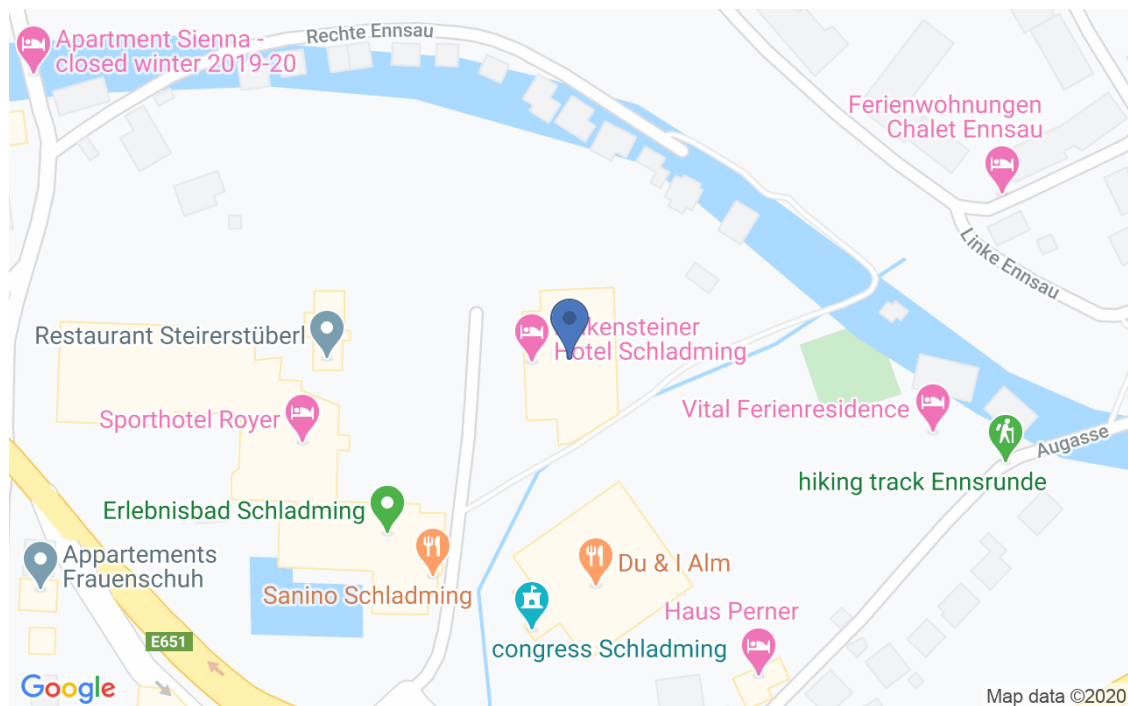 Rechte Ennsau
Apartment Sienna -
closed winter 2019-20
Ferienwohnungen
Chalet Ennsau
Linke Ennsau
Restaurant Steirerstüberl
Hotel Schladming
Sporthotel Royer
Vital Ferienresidence
Augasse
hiking track Ennsrunde
Erlebnisbad Schladming
Appartements
Frauenschuh
Du & I Alm
Sanino Schladming
Haus Perner
E651
congress Schladming
Google
Map data ©2020